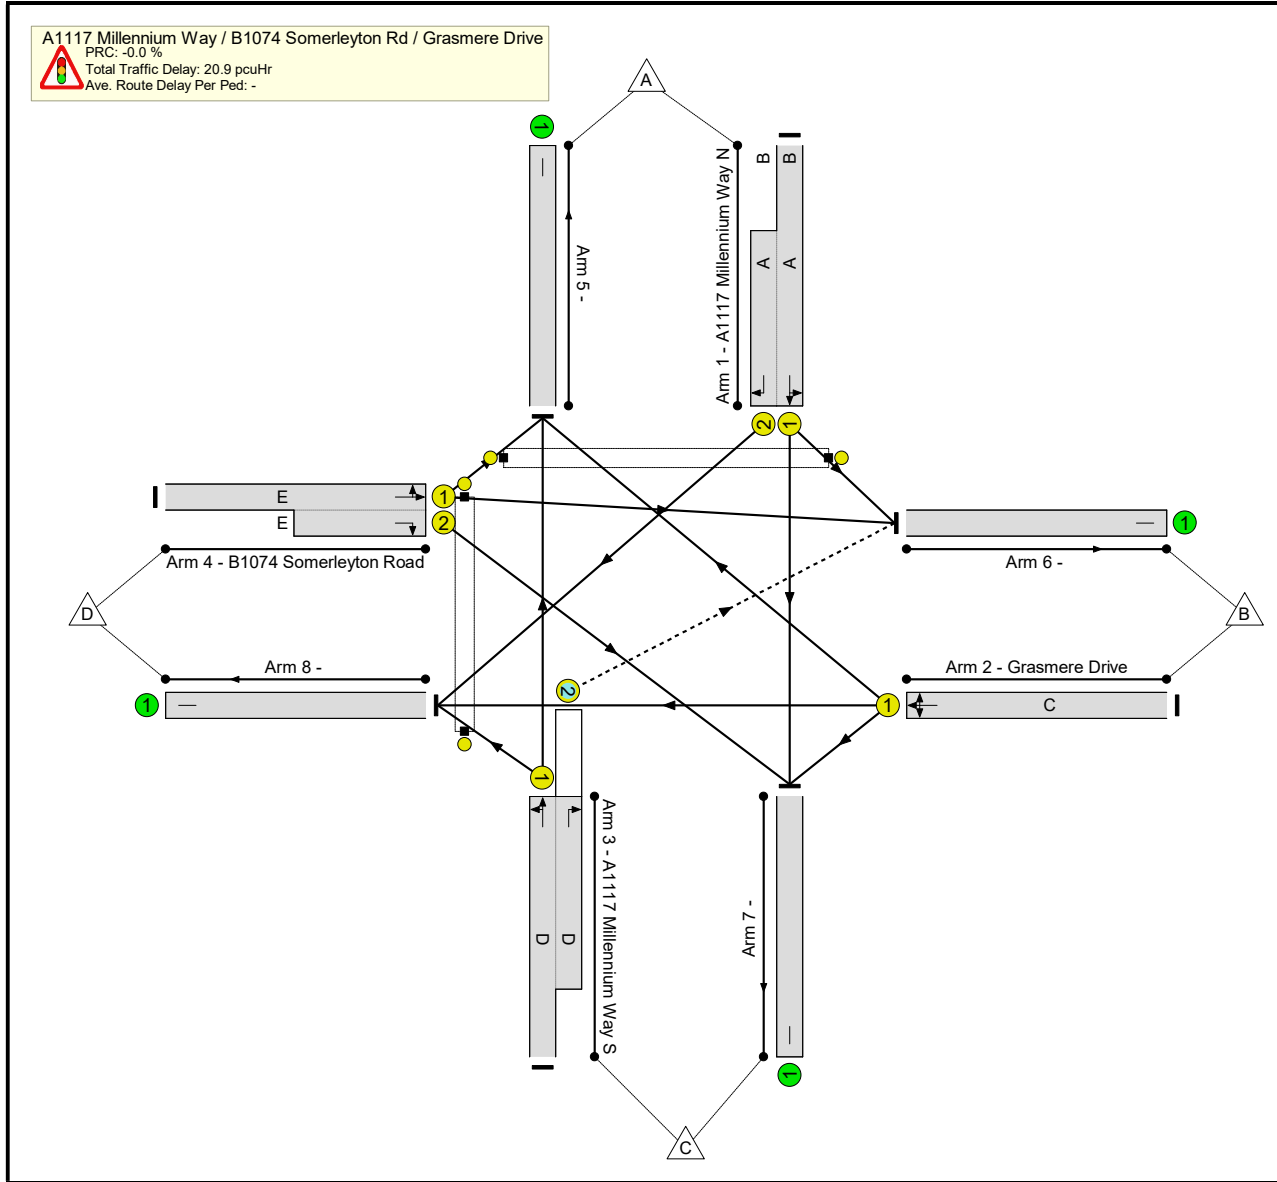 A1117 Millennium Way / B1074 Somerleyton Rd / Grasmere Drive
PRC: -0.0 %
Total Traffic Delay: 20.9 pcuHr
Ave. Route Delay Per Ped: -
A
1
B
B
Arm 1 - A1117 Millennium Way N
Arm 5 -
A
A
2
1
E
1
E
2
1
Arm 4 - B1074 Somerleyton Road
Arm 6 -
D
B
Arm 8 -
Arm 2 - Grasmere Drive
1
2
1
C
1
Arm 3 - A1117 Millennium Way S
D
D
Arm 7 -
1
C